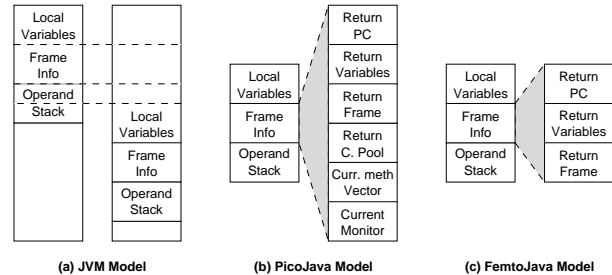 Local
Variables
Frame
Info
Operand
Stack
Local
Variables
Frame
Info
Operand
Stack
(a) JVM Model
Local
Variables
Frame
Info
Operand
Stack
Return
PC
Return
Variables
Return
Frame
Return
C. Pool
Curr. meth
Vector
Current
Monitor
(b) PicoJava Model
Local
Variables
Frame
Info
Operand
Stack
Return
PC
Return
Variables
Return
Frame
(c) FemtoJava Model